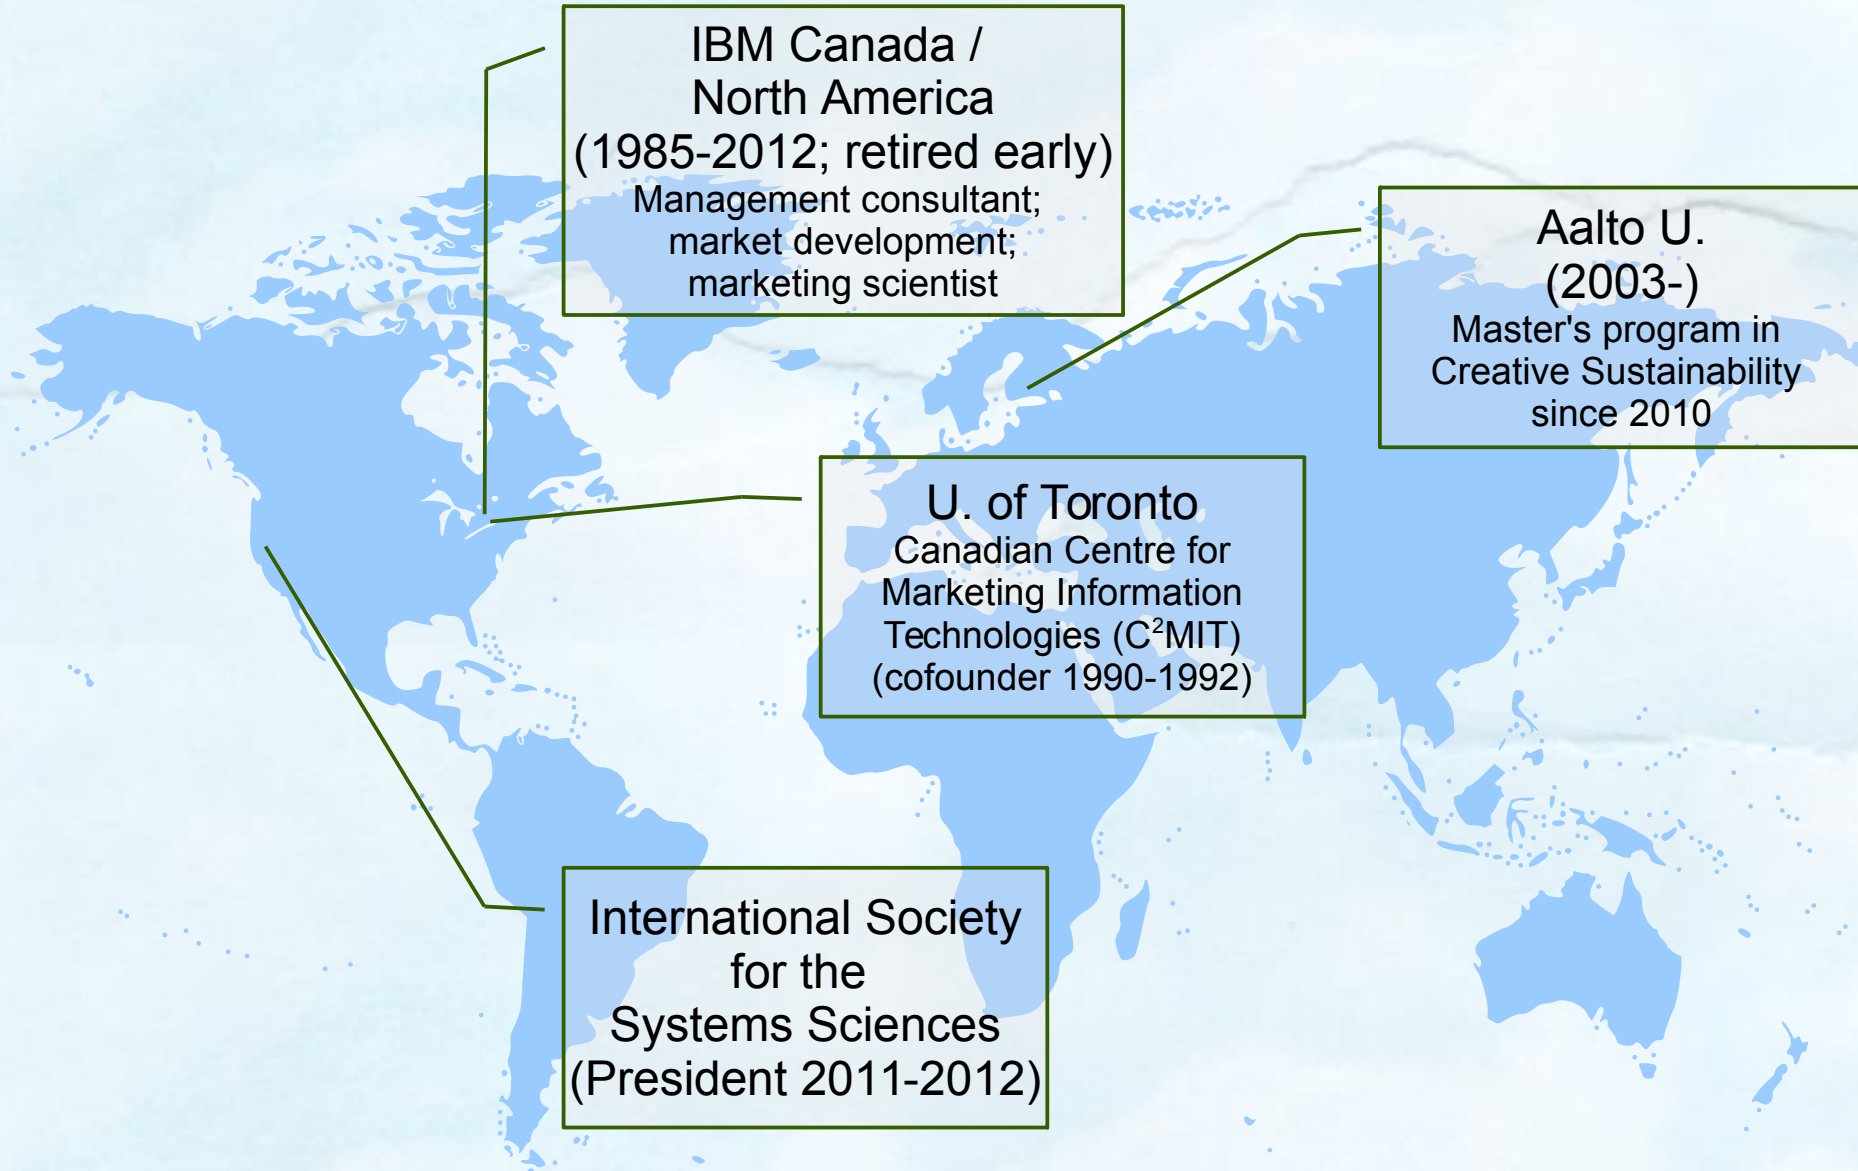 IBM Canada /
North America
(1985-2012; retired early)
Management consultant;
market development;
marketing scientist
Aalto U.
(2003-)
Master's program in
Creative Sustainability
since 2010
U. of Toronto
Canadian Centre for
Marketing Information
Technologies (C²MIT)
(cofounder 1990-1992)
International Society
for the
Systems Sciences
(President 2011-2012)